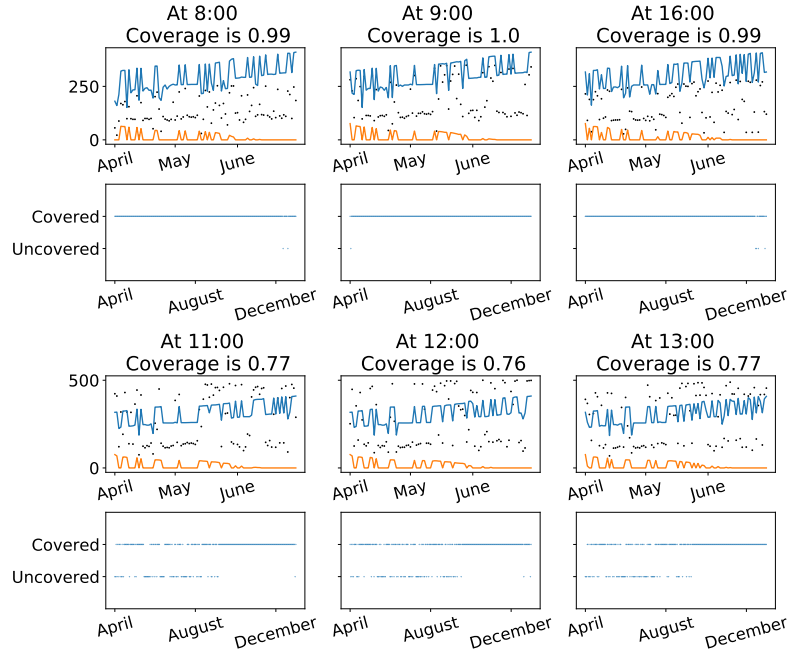 At 8:00
Coverage is 0.99
At 9:00
Coverage is 1.0
At 16:00
Coverage is 0.99
250
0
April
May
June
April
May
June
April
May
June
Covered
Uncovered
April
August
December
April
August
December
April
August
December
At 11:00
Coverage is 0.77
At 12:00
Coverage is 0.76
At 13:00
Coverage is 0.77
500
250
0
April
May
June
April
May
June
April
May
June
Covered
Uncovered
April
August
December
April
August
December
April
August
December